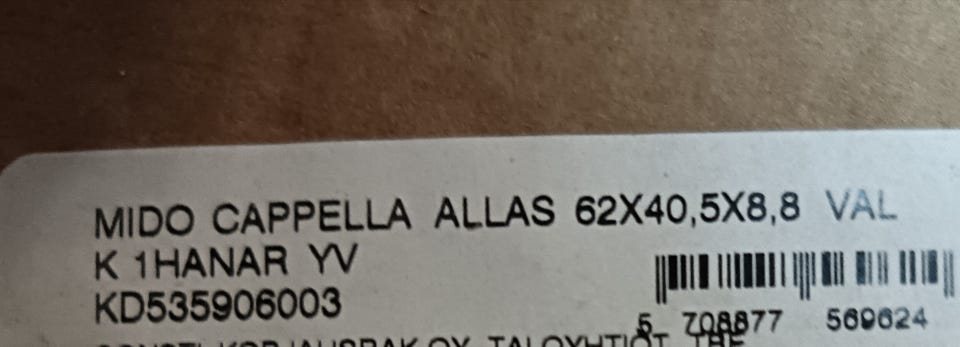 MIDO CAPPELLA ALLAS 62X40,5X8,8 VAL
K 1HANAR YV
KD535906003
5 708877 569624